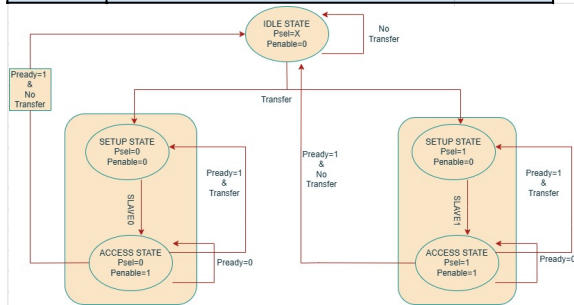 IDLE STATE
Psel=X
Penable=0
No
Transfer
Pready=1
&
No
Transfer
Transfer
SETUP STATE
Psel=0
Penable=0
Pready=1
&
Transfer
SLAVE0
ACCESS STATE
Psel=0
Penable=1
Pready=0
Pready=1
&
No
Transfer
SETUP STATE
Psel=1
Penable=0
Pready=1
&
Transfer
SLAVE1
ACCESS STATE
Psel=1
Penable=1
Pready=0